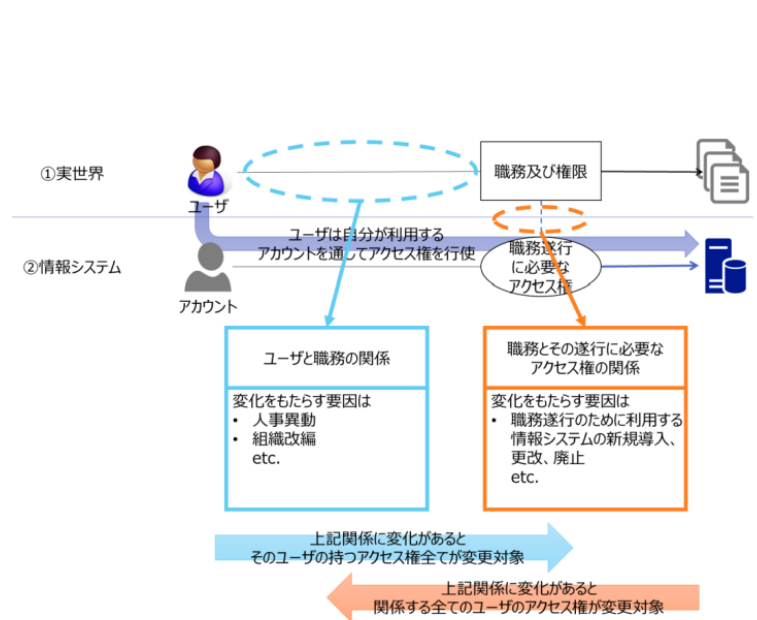 ①実世界
ユーザ
職務及び権限
ユーザは自分が利用する
アカウントを通してアクセス権を行使
②情報システム
アカウント
職務遂行
に必要な
アクセス権
ユーザと職務の関係
変化をもたらす要因は
• 人事異動
• 組織改編
etc.
職務とその遂行に必要な
アクセス権の関係
変化をもたらす要因は
• 職務遂行のために利用する
情報システムの新規導入、
更改、廃止
etc.
上記関係に変化があると
そのユーザの持つアクセス権全てが変更対象
上記関係に変化があると
関係する全てのユーザのアクセス権が変更対象